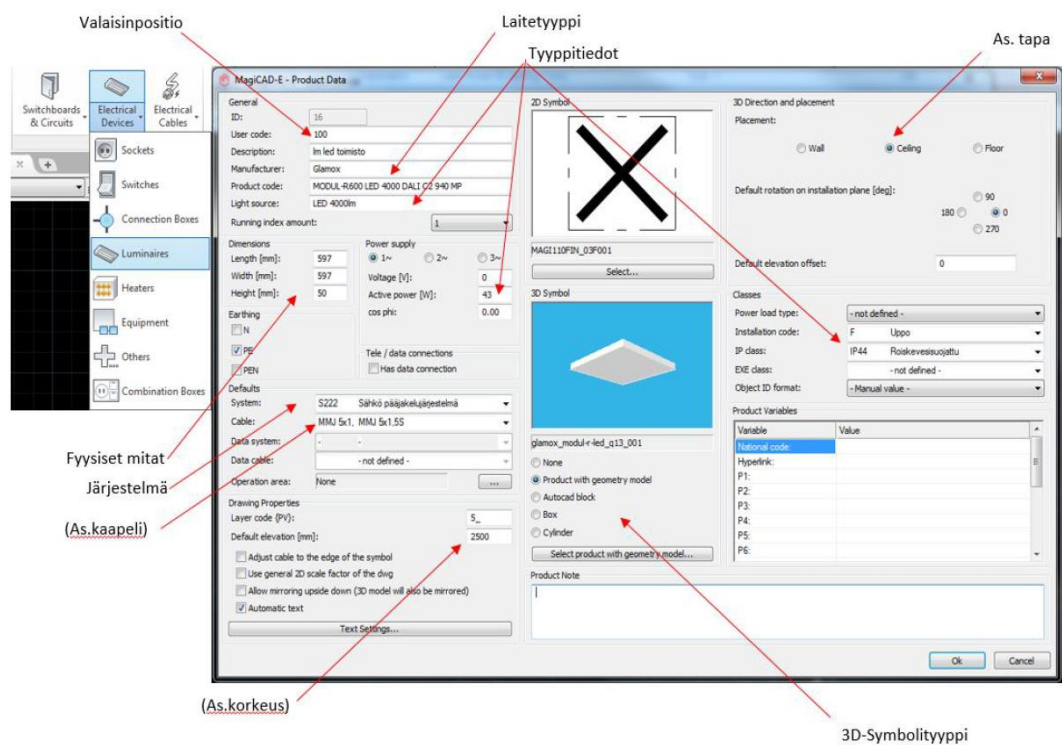 Valaisinpositio
Laitetyyppi
Tyyppitiedot
As. tapa
Switchboards & Circuits
Electrical Devices
Electrical Cables
Sockets
Switches
Connection Boxes
Luminaires
Heaters
Equipment
Others
Combination Boxes
MagiCAD-E - Product Data
General
ID: 16
User code: 100
Description: lm led toimisto
Manufacturer: Glamox
Product code: MODUL-R600 LED 4000 DALI C2 940 MP
Light source: LED 4000lm
Running index amount: 1
Dimensions
Length [mm]: 597
Width [mm]: 597
Height [mm]: 50
Power supply
1~ 2~ 3~
Voltage [V]: 0
Active power [W]: 43
cos phi: 0.00
Earthing
N
PE
PEN
Tele / data connections
Has data connection
Defaults
System: S222 Sähkö pääjakelujärjestelmä
Cable: MMJ 5x1, MMJ 5x1,5S
Data system: - -
Data cable: - not defined -
Operation area: None ...
Drawing Properties
Layer code {PV}: 5_
Default elevation [mm]: 2500
Adjust cable to the edge of the symbol
Use general 2D scale factor of the dwg
Allow mirroring upside down (3D model will also be mirrored)
Automatic text
Text Settings...
2D Symbol
MAGI110FIN_03F001
Select...
3D Symbol
glamox_modul-r-led_q13_001
None
Product with geometry model
Autocad block
Box
Cylinder
Select product with geometry model...
3D Direction and placement
Placement:
Wall Ceiling Floor
Default rotation on installation plane [deg]:
90
180 0
270
Default elevation offset: 0
Classes
Power load type: - not defined -
Installation code: F Uppo
IP class: IP44 Roiskevesisuojattu
EXE class: - not defined -
Object ID format: - Manual value -
Product Variables
Variable Value
National code:
Hyperlink:
P1:
P2:
P3:
P4:
P5:
P6:
Product Note
Ok Cancel
Fyysiset mitat
Järjestelmä
(As.kaapeli)
(As.korkeus)
3D-Symbolityyppi